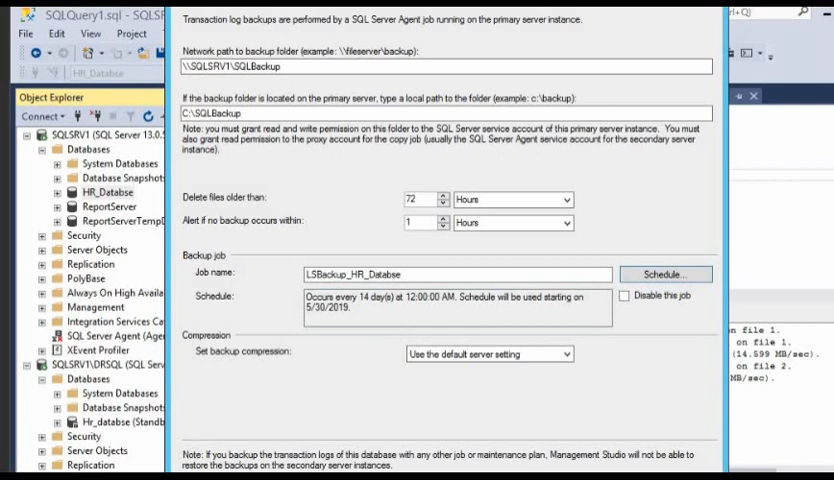 SQLQuery1.sql - SQLSR
File Edit View Project
HR_Databse
Object Explorer
Connect
SQLSRV1 (SQL Server 13.0.
Databases
System Databases
Database Snapshots
HR_Databse
ReportServer
ReportServerTempD
Security
Server Objects
Replication
PolyBase
Always On High Availa
Management
Integration Services Ca
SQL Server Agent (Agen
XEvent Profiler
SQLSRV1\DRSQL (SQL Serv
Databases
System Databases
Database Snapshots
Hr_databse (Standb
Security
Server Objects
Replication
Transaction log backups are performed by a SQL Server Agent job running on the primary server instance.
Network path to backup folder (example: \\fileserver\backup):
\\SQLSRV1\SQLBackup
If the backup folder is located on the primary server, type a local path to the folder (example: c:\backup):
C:\SQLBackup
Note: you must grant read and write permission on this folder to the SQL Server service account of this primary server instance. You must
also grant read permission to the proxy account for the copy job (usually the SQL Server Agent service account for the secondary server
instance).
Delete files older than: 72 Hours
Alert if no backup occurs within: 1 Hours
Backup job
Job name: LSBackup_HR_Databse Schedule...
Schedule: Occurs every 14 day(s) at 12:00:00 AM. Schedule will be used starting on
5/30/2019.
Disable this job
Compression
Set backup compression: Use the default server setting
Note: If you backup the transaction logs of this database with any other job or maintenance plan, Management Studio will not be able to
restore the backups on the secondary server instances.
+Q)
on file 1.
on file 1.
(14.599 MB/sec).
on file 2.
MB/sec).